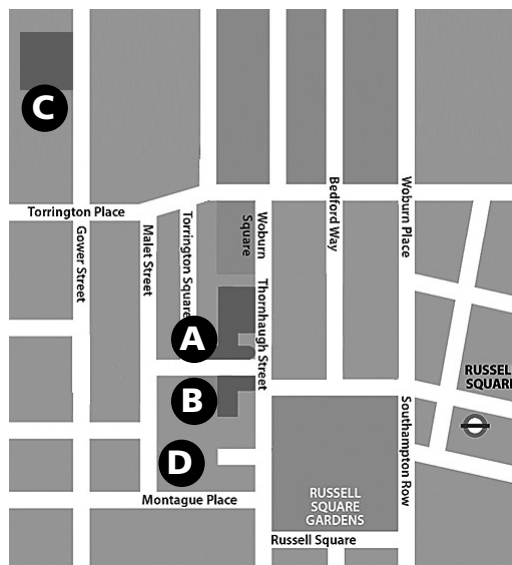 C
Torrington Place
Gower Street
Malet Street
Torrington Square
Woburn
Square
Thornhaugh Street
Bedford Way
Woburn Place
A
B
D
RUSSELL
SQUARE
Southampton Row
Montague Place
RUSSELL
SQUARE
GARDENS
Russell Square